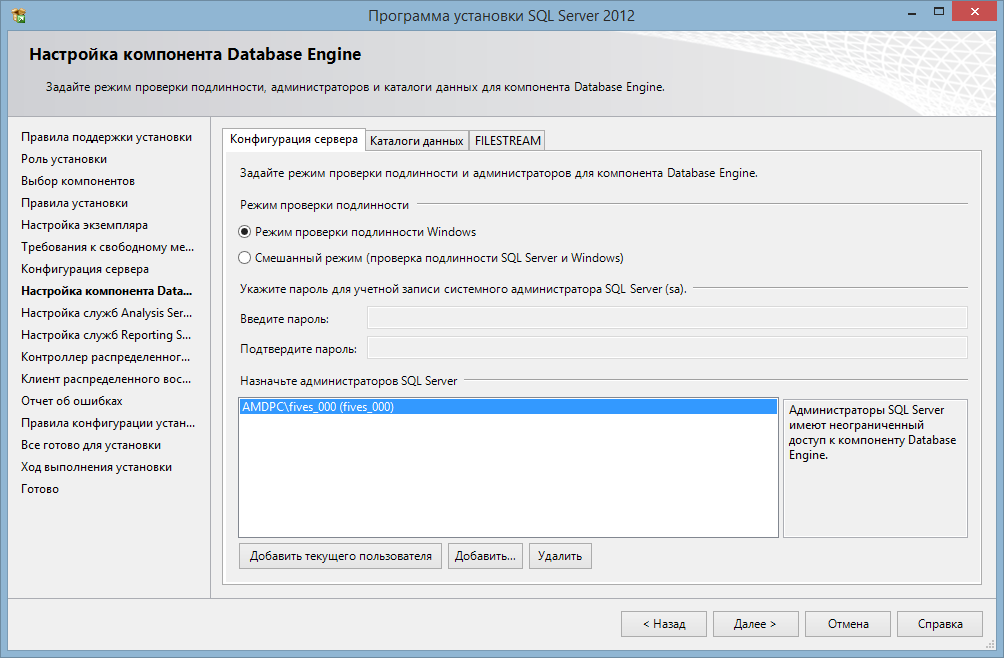 Программа установки SQL Server 2012
Настройка компонента Database Engine
Задайте режим проверки подлинности, администраторов и каталоги данных для компонента Database Engine.
Правила поддержки установки
Роль установки
Выбор компонентов
Правила установки
Настройка экземпляра
Требования к свободному ме...
Конфигурация сервера
Настройка компонента Data...
Настройка служб Analysis Ser...
Настройка служб Reporting S...
Контроллер распределенног...
Клиент распределенного вос...
Отчет об ошибках
Правила конфигурации устан...
Все готово для установки
Ход выполнения установки
Готово
Конфигурация сервера Каталоги данных FILESTREAM
Задайте режим проверки подлинности и администраторов для компонента Database Engine.
Режим проверки подлинности
Режим проверки подлинности Windows
Смешанный режим (проверка подлинности SQL Server и Windows)
Укажите пароль для учетной записи системного администратора SQL Server (sa).
Введите пароль:
Подтвердите пароль:
Назначьте администраторов SQL Server
AMDPC\fives_000 (fives_000)
Администраторы SQL Server
имеют неограниченный
доступ к компоненту Database
Engine.
Добавить текущего пользователя Добавить... Удалить
< Назад Далее > Отмена Справка